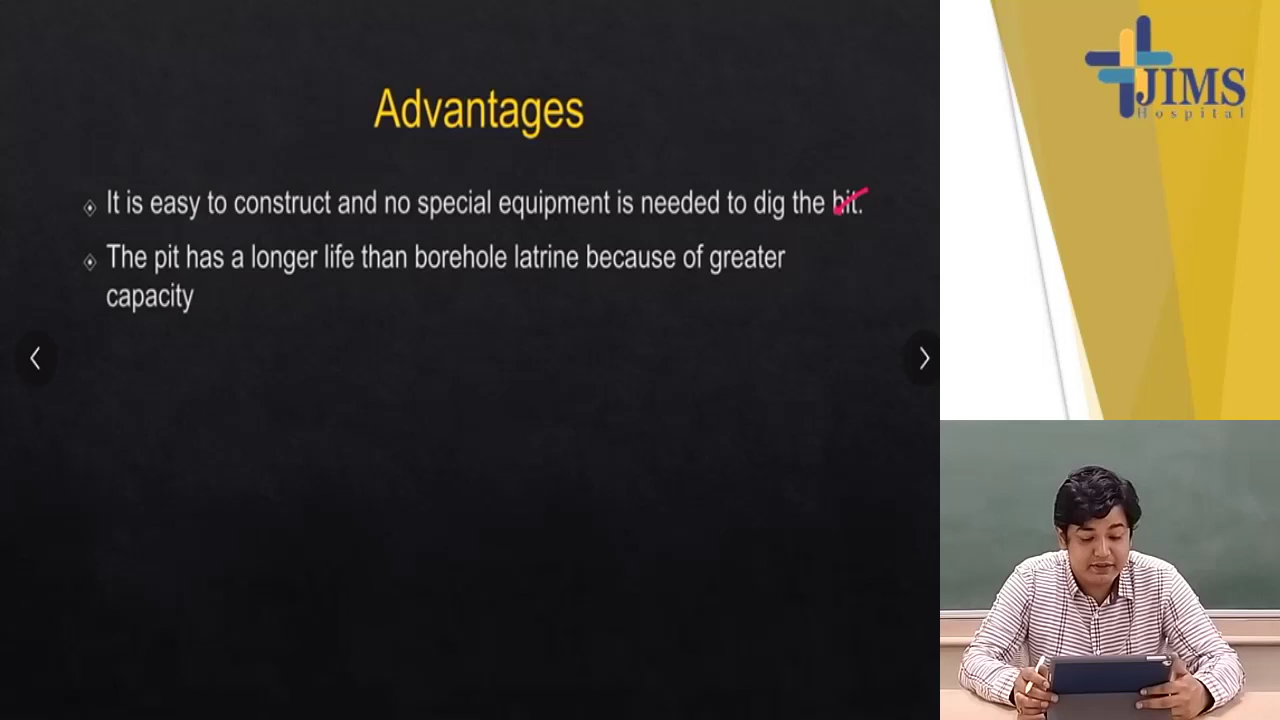 Advantages
It is easy to construct and no special equipment is needed to dig the bit.
The pit has a longer life than borehole latrine because of greater
capacity
JIMS
Hospital